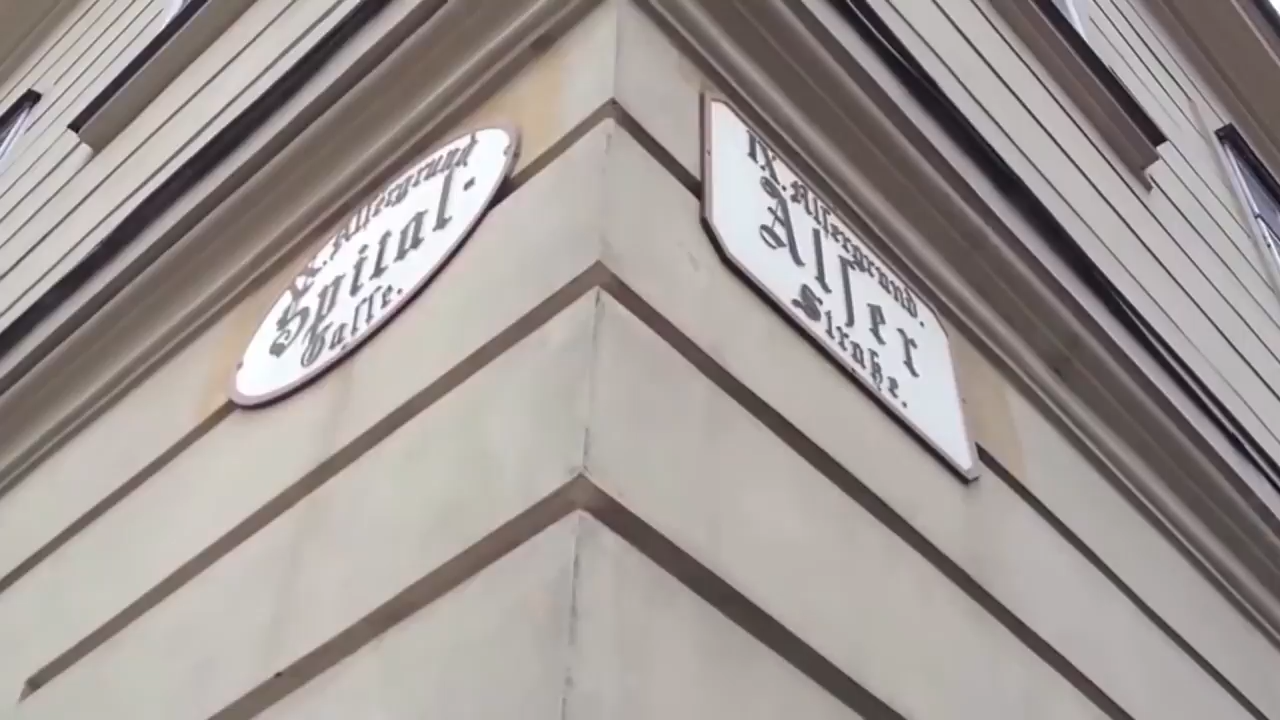 IX. Alsergrund
Spital-
Gasse.
IX. Alsergrund.
Alser
Straße.